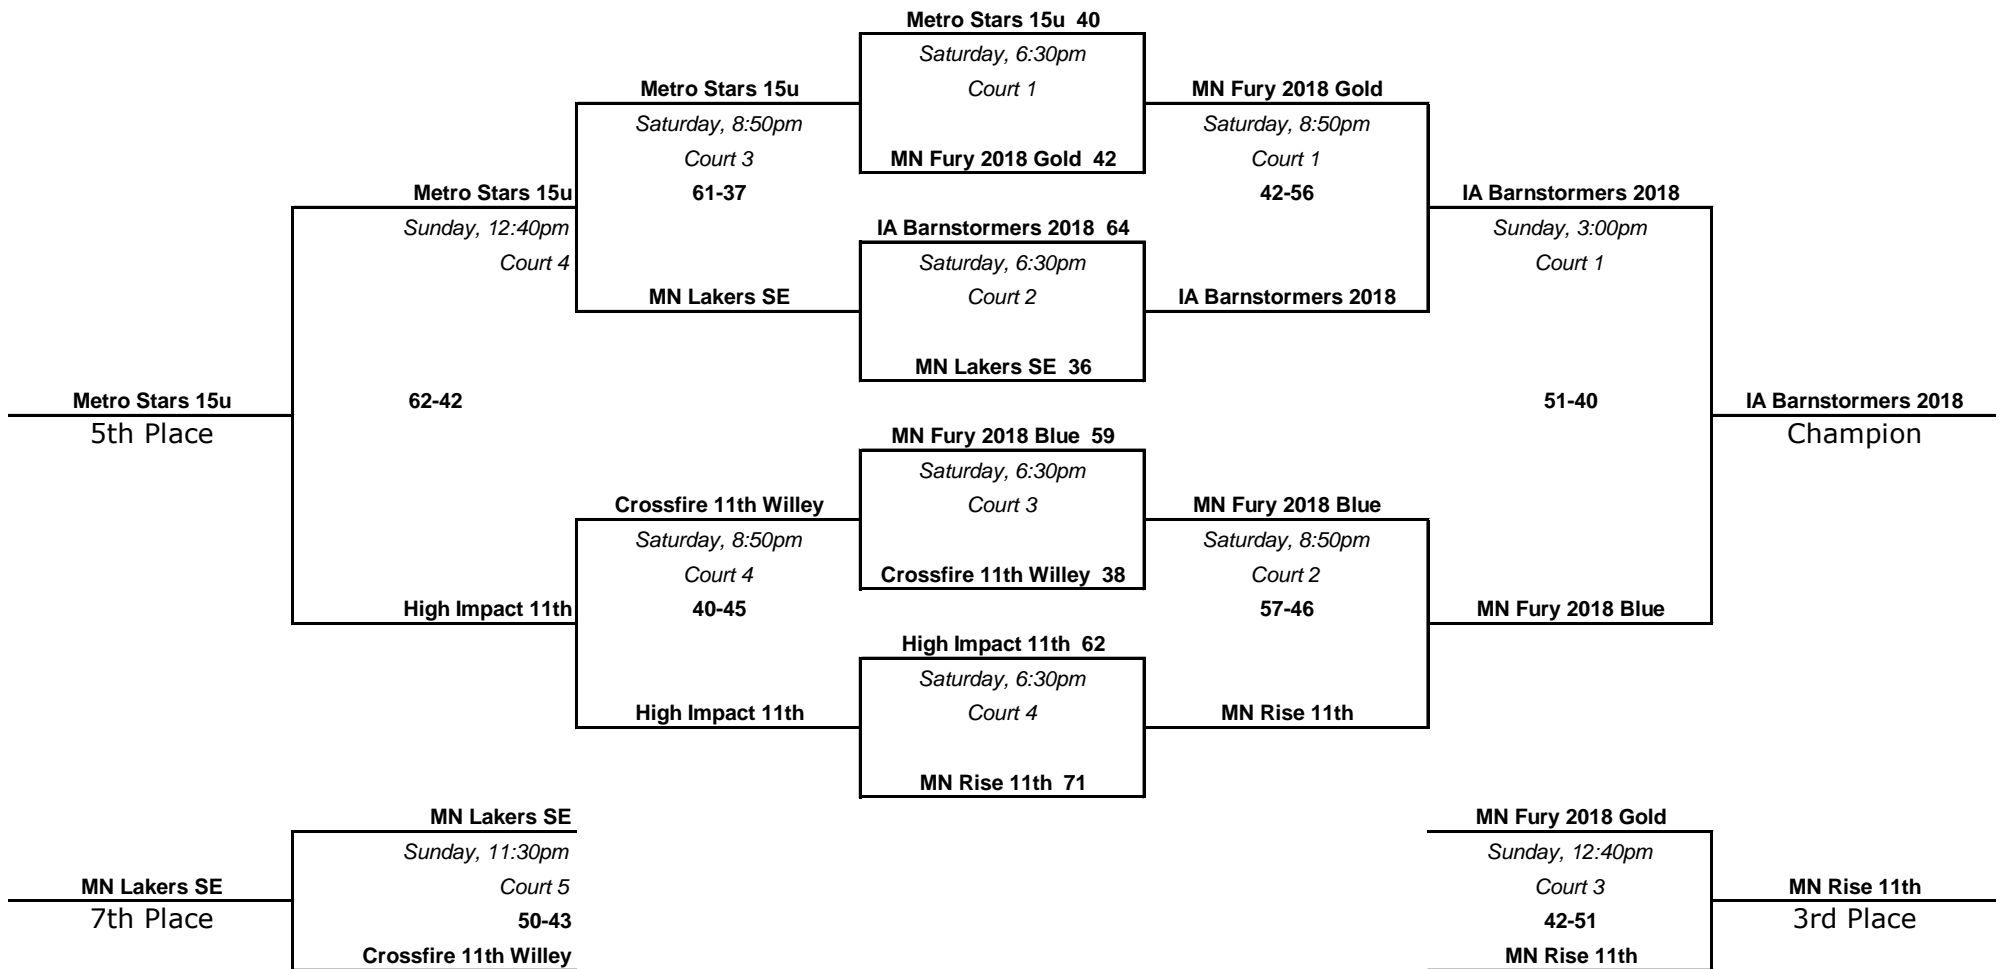 Metro Stars 15u 40
Saturday, 6:30pm
Metro Stars 15u
Court 1
MN Fury 2018 Gold
Saturday, 8:50pm
Saturday, 8:50pm
Court 3
MN Fury 2018 Gold 42
Court 1
Metro Stars 15u
61-37
42-56
IA Barnstormers 2018
Sunday, 12:40pm
IA Barnstormers 2018 64
Sunday, 3:00pm
Court 4
Saturday, 6:30pm
Court 1
MN Lakers SE
Court 2
IA Barnstormers 2018
MN Lakers SE 36
Metro Stars 15u
62-42
51-40
IA Barnstormers 2018
5th Place
MN Fury 2018 Blue 59
Champion
Saturday, 6:30pm
Crossfire 11th Willey
Court 3
MN Fury 2018 Blue
Saturday, 8:50pm
Saturday, 8:50pm
Court 4
Crossfire 11th Willey 38
Court 2
High Impact 11th
40-45
57-46
MN Fury 2018 Blue
High Impact 11th 62
Saturday, 6:30pm
High Impact 11th
Court 4
MN Rise 11th
MN Rise 11th 71
MN Lakers SE
MN Fury 2018 Gold
Sunday, 11:30pm
Sunday, 12:40pm
MN Lakers SE
Court 5
Court 3
MN Rise 11th
7th Place
50-43
42-51
3rd Place
Crossfire 11th Willey
MN Rise 11th